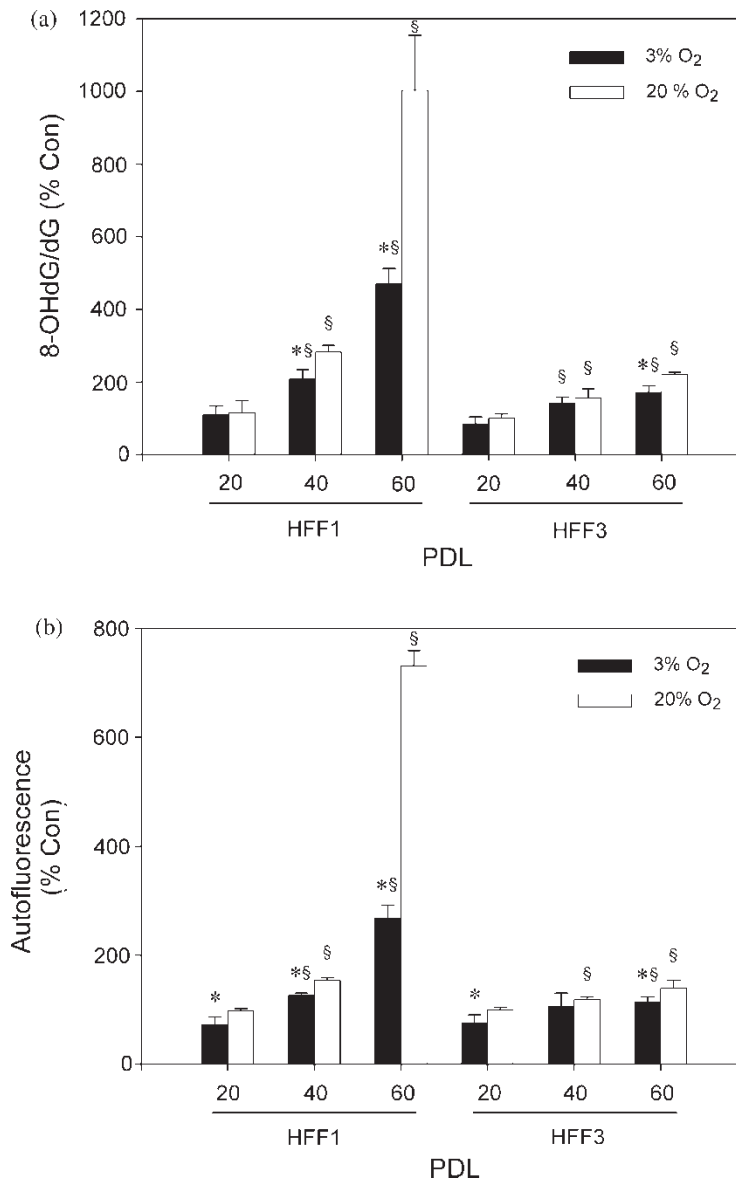 (a)
1200
1000
800
600
400
200
0
8-OHdG/dG (% Con)
3% O₂
20 % O₂
*§
§
*§
§
§
§
*§
§
20 40 60 20 40 60
HFF1 HFF3
PDL
(b)
800
600
400
200
0
Autofluorescence
(% Con)
3% O₂
20% O₂
*
*§
§
*§
§
*
§
*§
§
20 40 60 20 40 60
HFF1 HFF3
PDL